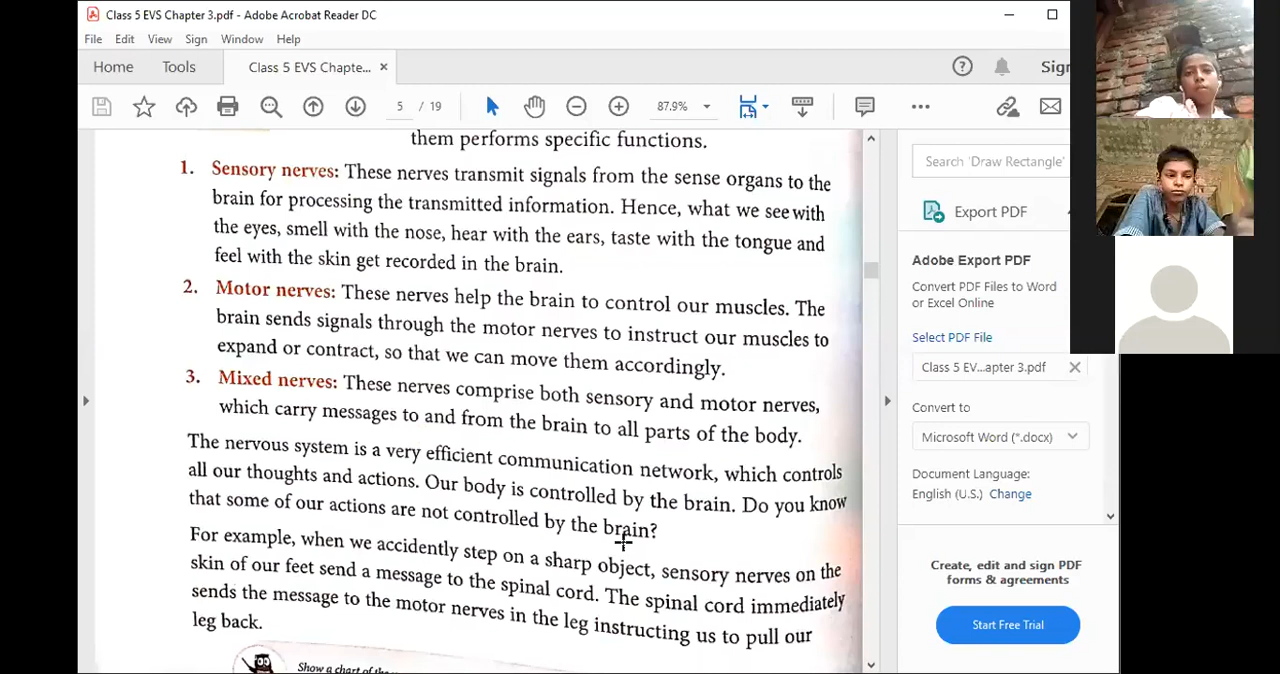 Class 5 EVS Chapter 3.pdf - Adobe Acrobat Reader DC
File Edit View Sign Window Help
Home Tools Class 5 EVS Chapte... × Sign
5 / 19 87.9%
them performs specific functions.
1. Sensory nerves: These nerves transmit signals from the sense organs to the
brain for processing the transmitted information. Hence, what we see with
the eyes, smell with the nose, hear with the ears, taste with the tongue and
feel with the skin get recorded in the brain.
2. Motor nerves: These nerves help the brain to control our muscles. The
brain sends signals through the motor nerves to instruct our muscles to
expand or contract, so that we can move them accordingly.
3. Mixed nerves: These nerves comprise both sensory and motor nerves,
which carry messages to and from the brain to all parts of the body.
The nervous system is a very efficient communication network, which controls
all our thoughts and actions. Our body is controlled by the brain. Do you know
that some of our actions are not controlled by the brain?
For example, when we accidently step on a sharp object, sensory nerves on the
skin of our feet send a message to the spinal cord. The spinal cord immediately
sends the message to the motor nerves in the leg instructing us to pull our
leg back.
Show a chart of the
Search 'Draw Rectangle'
Export PDF
Adobe Export PDF
Convert PDF Files to Word
or Excel Online
Select PDF File
Class 5 EV...apter 3.pdf ×
Convert to
Microsoft Word (*.docx)
Document Language:
English (U.S.) Change
Create, edit and sign PDF
forms & agreements
Start Free Trial